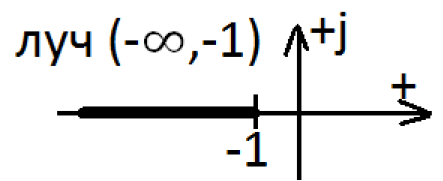 луч (-∞,-1)
+j
+
-1